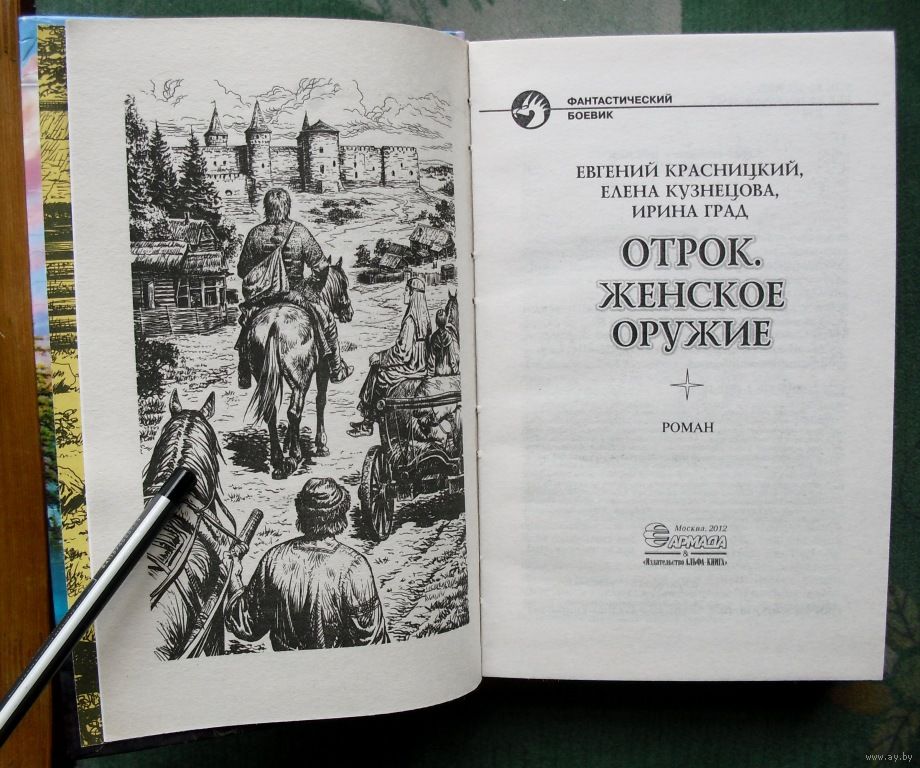 ФАНТАСТИЧЕСКИЙ
БОЕВИК
ЕВГЕНИЙ КРАСНИЦКИЙ,
ЕЛЕНА КУЗНЕЦОВА,
ИРИНА ГРАД
ОТРОК.
ЖЕНСКОЕ
ОРУЖИЕ
РОМАН
Москва, 2012
АРМАДА
&
«Издательство АЛЬФА-КНИГА»
www.ay.by